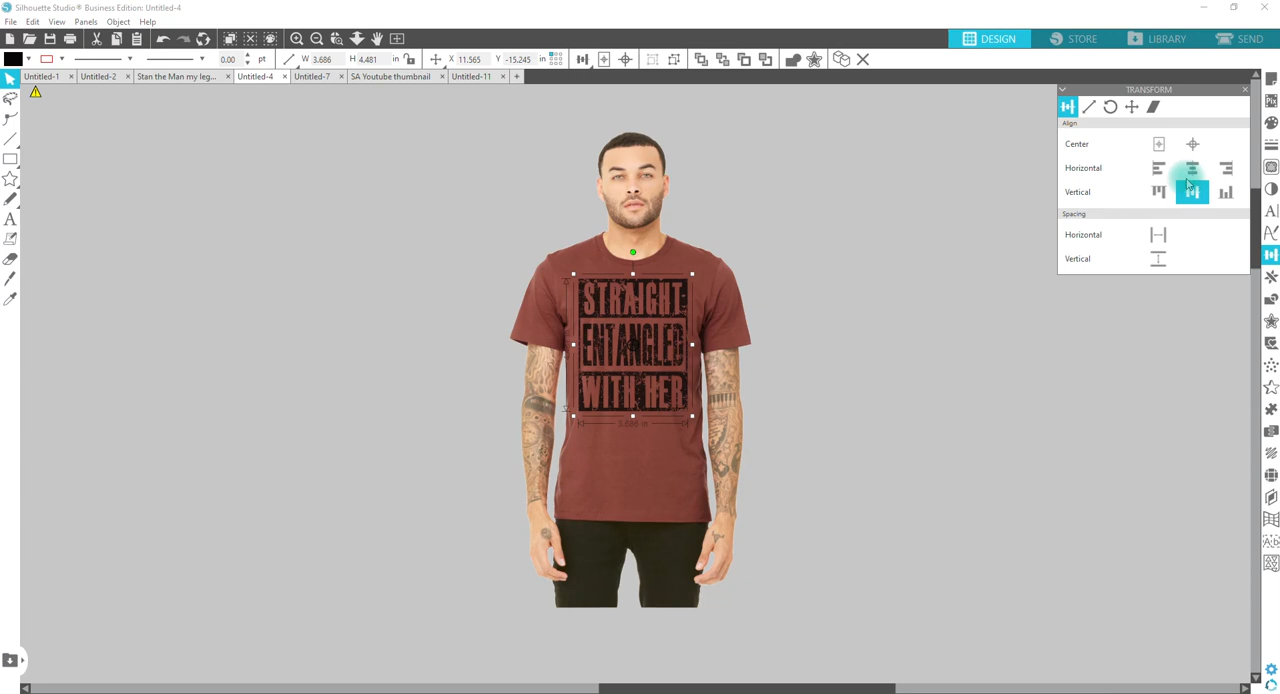 Silhouette Studio® Business Edition: Untitled-4
File Edit View Panels Object Help
DESIGN STORE LIBRARY SEND
0.00 pt W 3.686 H 4.481 in X 11.565 Y -15.245 in
Untitled-1 Untitled-2 Stan the Man my leg... Untitled-4 Untitled-7 SA Youtube thumbnail Untitled-11
TRANSFORM
Align
Center
Horizontal
Vertical
Spacing
Horizontal
Vertical
STRAIGHT
ENTANGLED
WITH HER
3.686 in